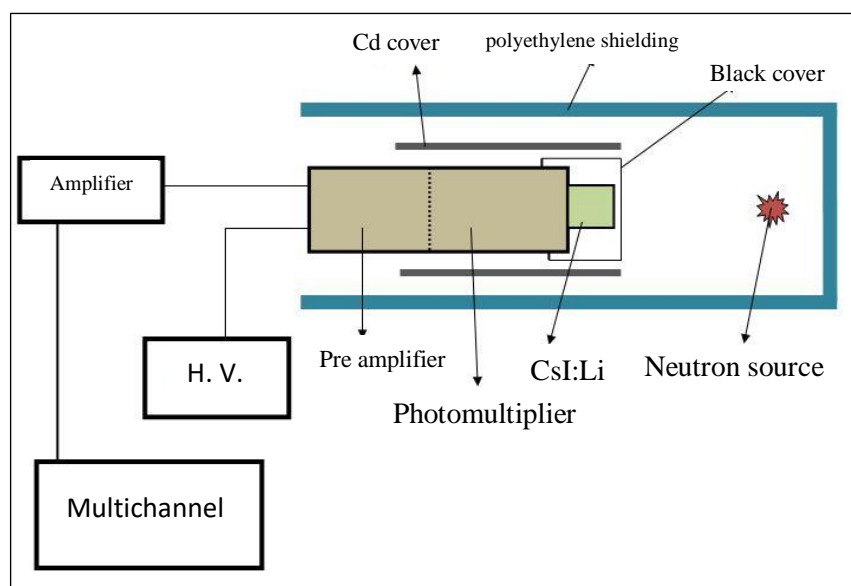 Cd cover
polyethylene shielding
Black cover
Amplifier
H. V.
Pre amplifier
CsI:Li
Neutron source
Photomultiplier
Multichannel